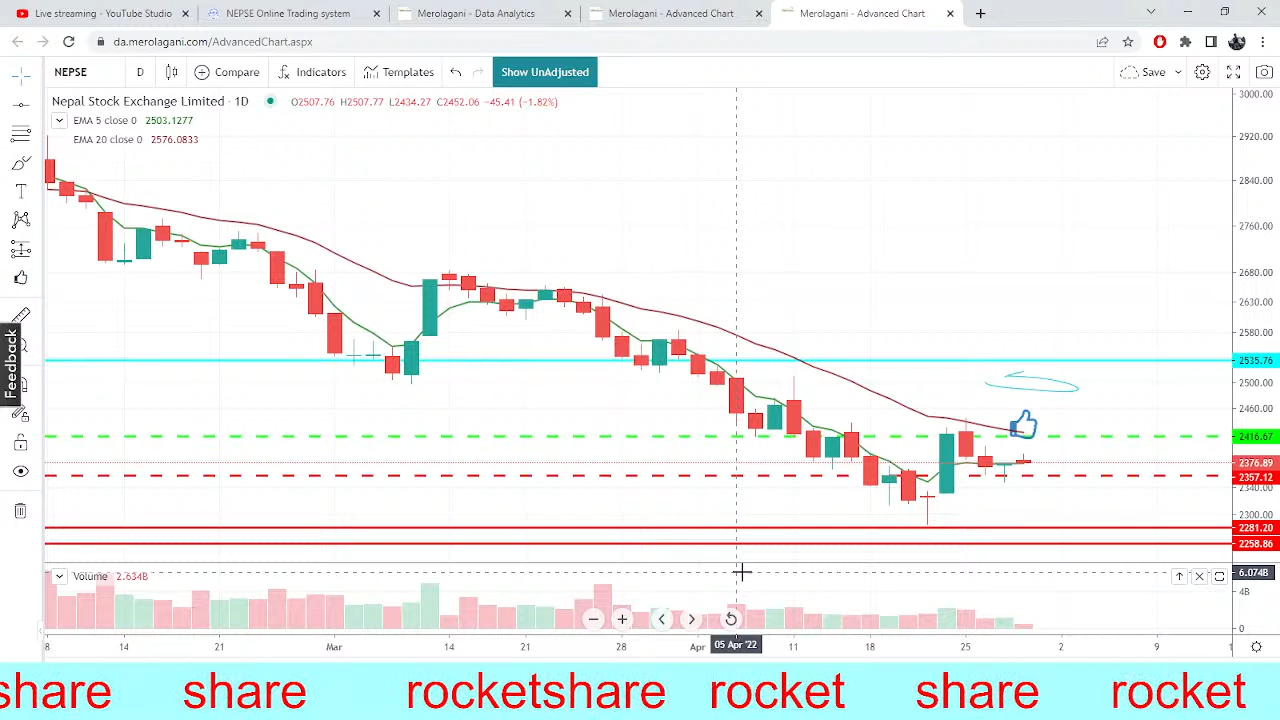 Live streaming - YouTube Studio
NEPSE Online Trading system
Merolagani - Data Analytics
Merolagani - Advanced Ch
Merolagani - Advanced Chart
da.merolagani.com/AdvancedChart.aspx
NEPSE D Compare Indicators Templates Show UnAdjusted Save
Nepal Stock Exchange Limited · 1D O2507.76 H2507.77 L2434.27 C2452.06 −45.41 (−1.82%)
EMA 5 close 0 2503.1277
EMA 20 close 0 2576.0833
3000.00
2920.00
2840.00
2760.00
2680.00
2630.00
2580.00
2535.76
2500.00
2460.00
2416.67
2376.89
2357.12
2340.00
2300.00
2281.20
2258.86
Feedback
Volume 2.634B
6.074B
4B
0
8 14 21 Mar 14 21 28 Apr 05 Apr '22 11 18 25 2 9 1
share share rocketshare rocket share rocket